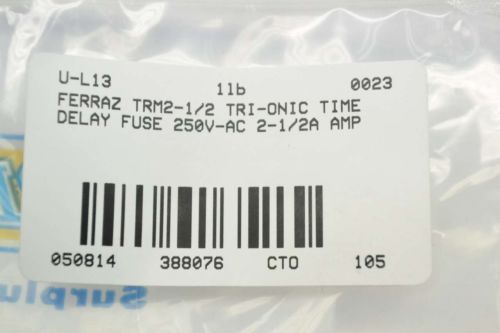 U-L13 11b 0023
FERRAZ TRM2-1/2 TRI-ONIC TIME
DELAY FUSE 250V-AC 2-1/2A AMP
050814 388076 CTO 105
Surplu